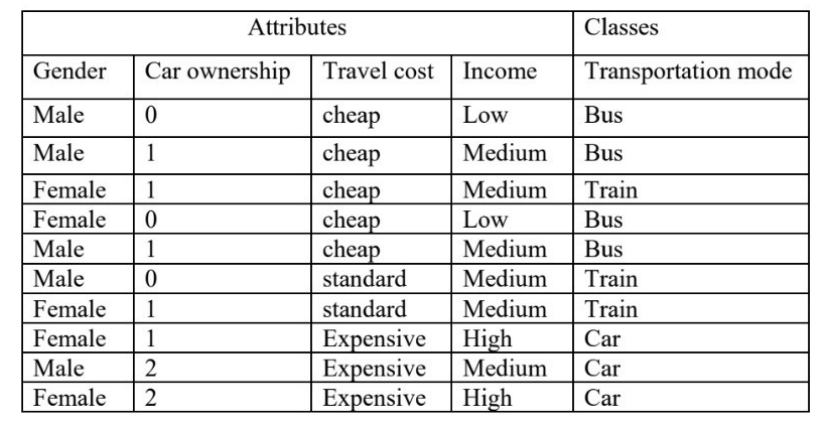 Attributes Classes
Gender Car ownership Travel cost Income Transportation mode
Male 0 cheap Low Bus
Male 1 cheap Medium Bus
Female 1 cheap Medium Train
Female 0 cheap Low Bus
Male 1 cheap Medium Bus
Male 0 standard Medium Train
Female 1 standard Medium Train
Female 1 Expensive High Car
Male 2 Expensive Medium Car
Female 2 Expensive High Car